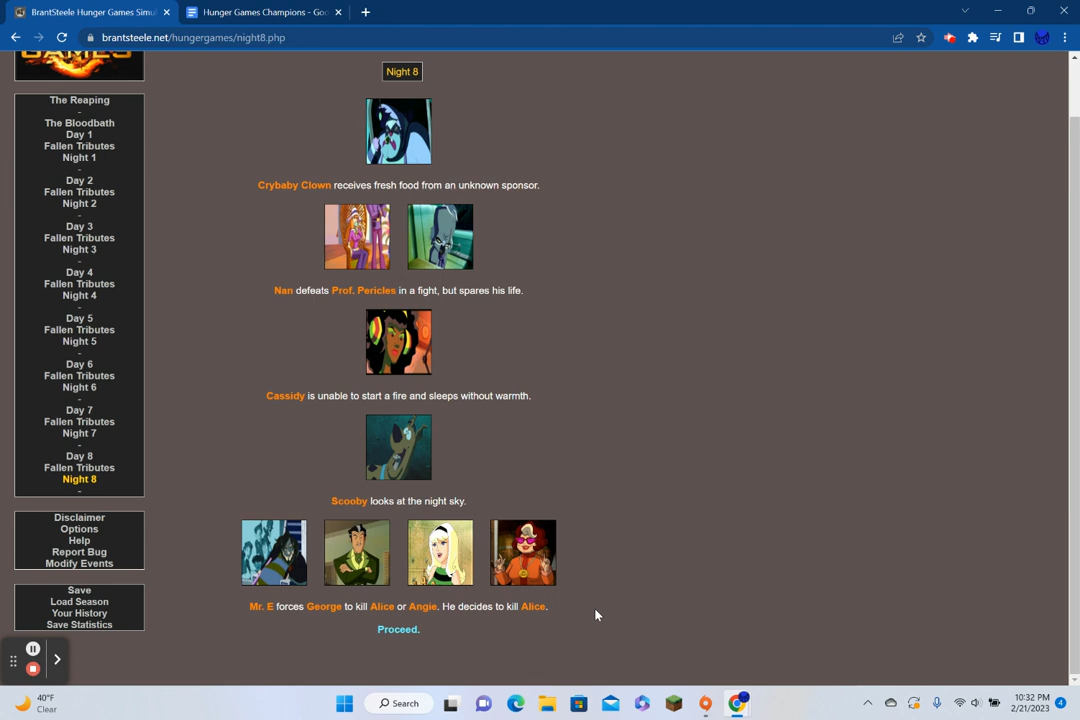 BrantSteele Hunger Games Simul
Hunger Games Champions - Goo
brantsteele.net/hungergames/night8.php
GAMES
The Reaping
-
The Bloodbath
Day 1
Fallen Tributes
Night 1
-
Day 2
Fallen Tributes
Night 2
-
Day 3
Fallen Tributes
Night 3
-
Day 4
Fallen Tributes
Night 4
-
Day 5
Fallen Tributes
Night 5
-
Day 6
Fallen Tributes
Night 6
-
Day 7
Fallen Tributes
Night 7
-
Day 8
Fallen Tributes
Night 8
-
Disclaimer
Options
Help
Report Bug
Modify Events
Save
Load Season
Your History
Save Statistics
Night 8
Crybaby Clown receives fresh food from an unknown sponsor.
Nan defeats Prof. Pericles in a fight, but spares his life.
Cassidy is unable to start a fire and sleeps without warmth.
Scooby looks at the night sky.
Mr. E forces George to kill Alice or Angie. He decides to kill Alice.
Proceed.
40°F
Clear
Search
10:32 PM
2/21/2023
4